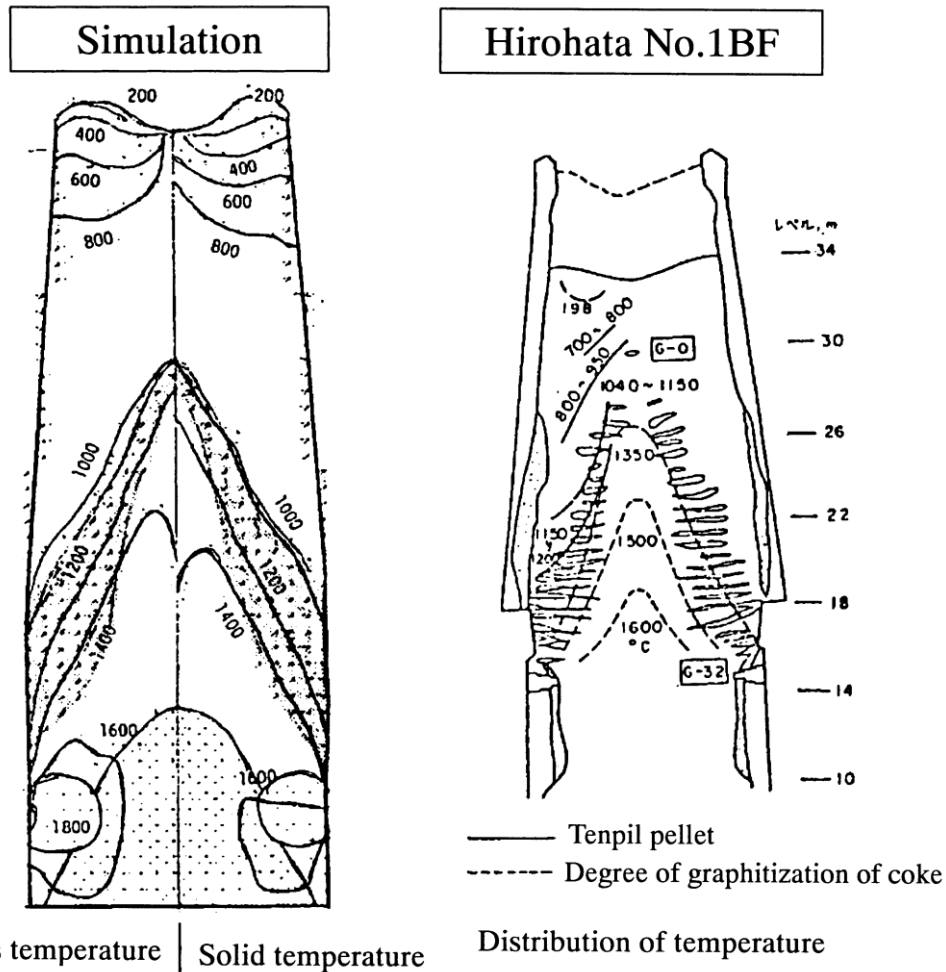 Simulation
200
200
400
400
600
600
800
800
1000
1000
1200
1200
1400
1400
1600
1600
1800
s temperature
Solid temperature
Hirohata No.1BF
レベル, m
34
198
700~800
30
G-0
800~950
1040~1150
26
1350
22
1150
1500
18
1600
°C
G-32
14
10
Tenpil pellet
Degree of graphitization of coke
Distribution of temperature